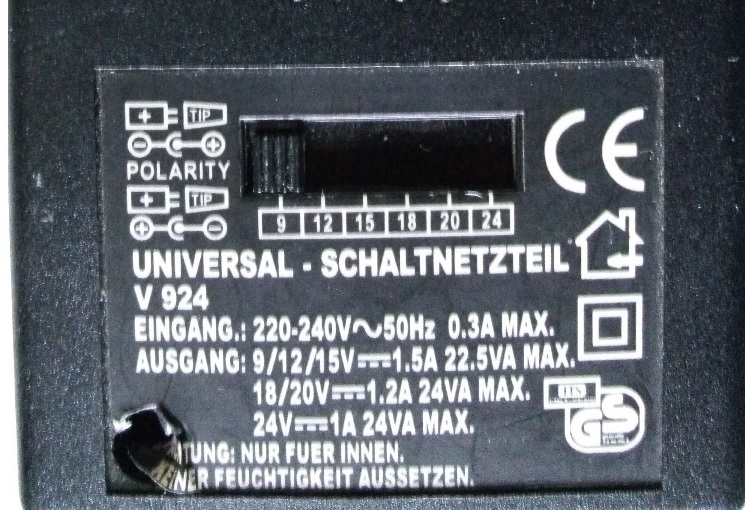 + TIP
- +
POLARITY
+ TIP
+ -
9 12 15 18 20 24
CE
UNIVERSAL - SCHALTNETZTEIL
V 924
EINGANG.: 220-240V～50Hz 0.3A MAX.
AUSGANG: 9/12/15V⎓1.5A 22.5VA MAX.
18/20V⎓1.2A 24VA MAX.
24V⎓1A 24VA MAX.
GS
TUNG: NUR FUER INNEN.
NER FEUCHTIGKEIT AUSSETZEN.